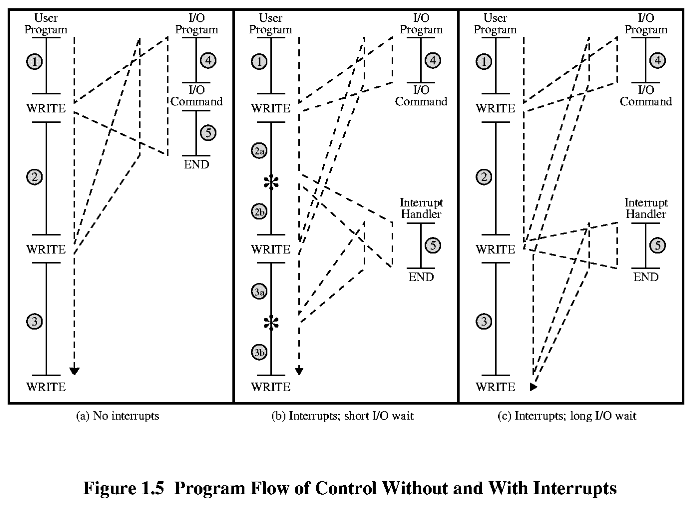 User
Program
I/O
Program
1
4
I/O
Command
WRITE
5
END
2
WRITE
3
WRITE
(a) No interrupts
User
Program
I/O
Program
1
4
I/O
Command
WRITE
2a
2b
Interrupt
Handler
5
END
WRITE
3a
3b
WRITE
(b) Interrupts; short I/O wait
User
Program
I/O
Program
1
4
I/O
Command
WRITE
2
Interrupt
Handler
5
END
WRITE
3
WRITE
(c) Interrupts; long I/O wait
Figure 1.5 Program Flow of Control Without and With Interrupts